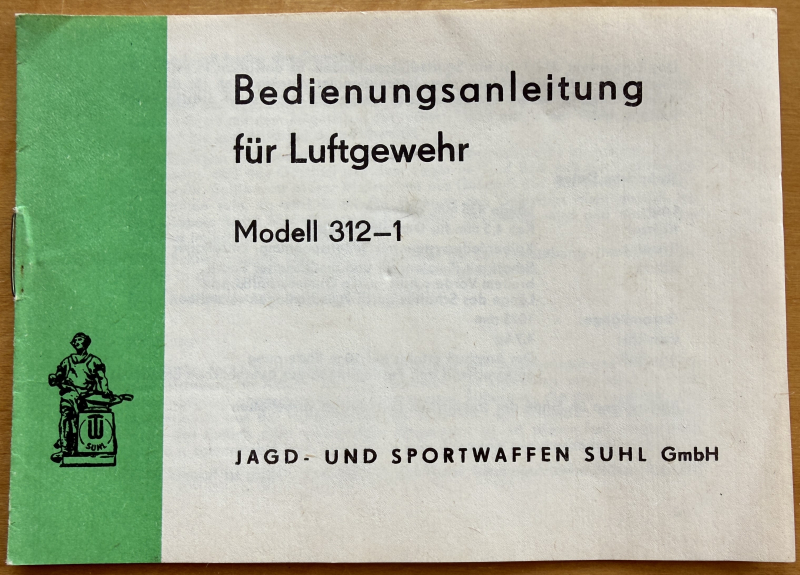 Bedienungsanleitung
für Luftgewehr
Modell 312–1
SUHL
JAGD- UND SPORTWAFFEN SUHL GmbH